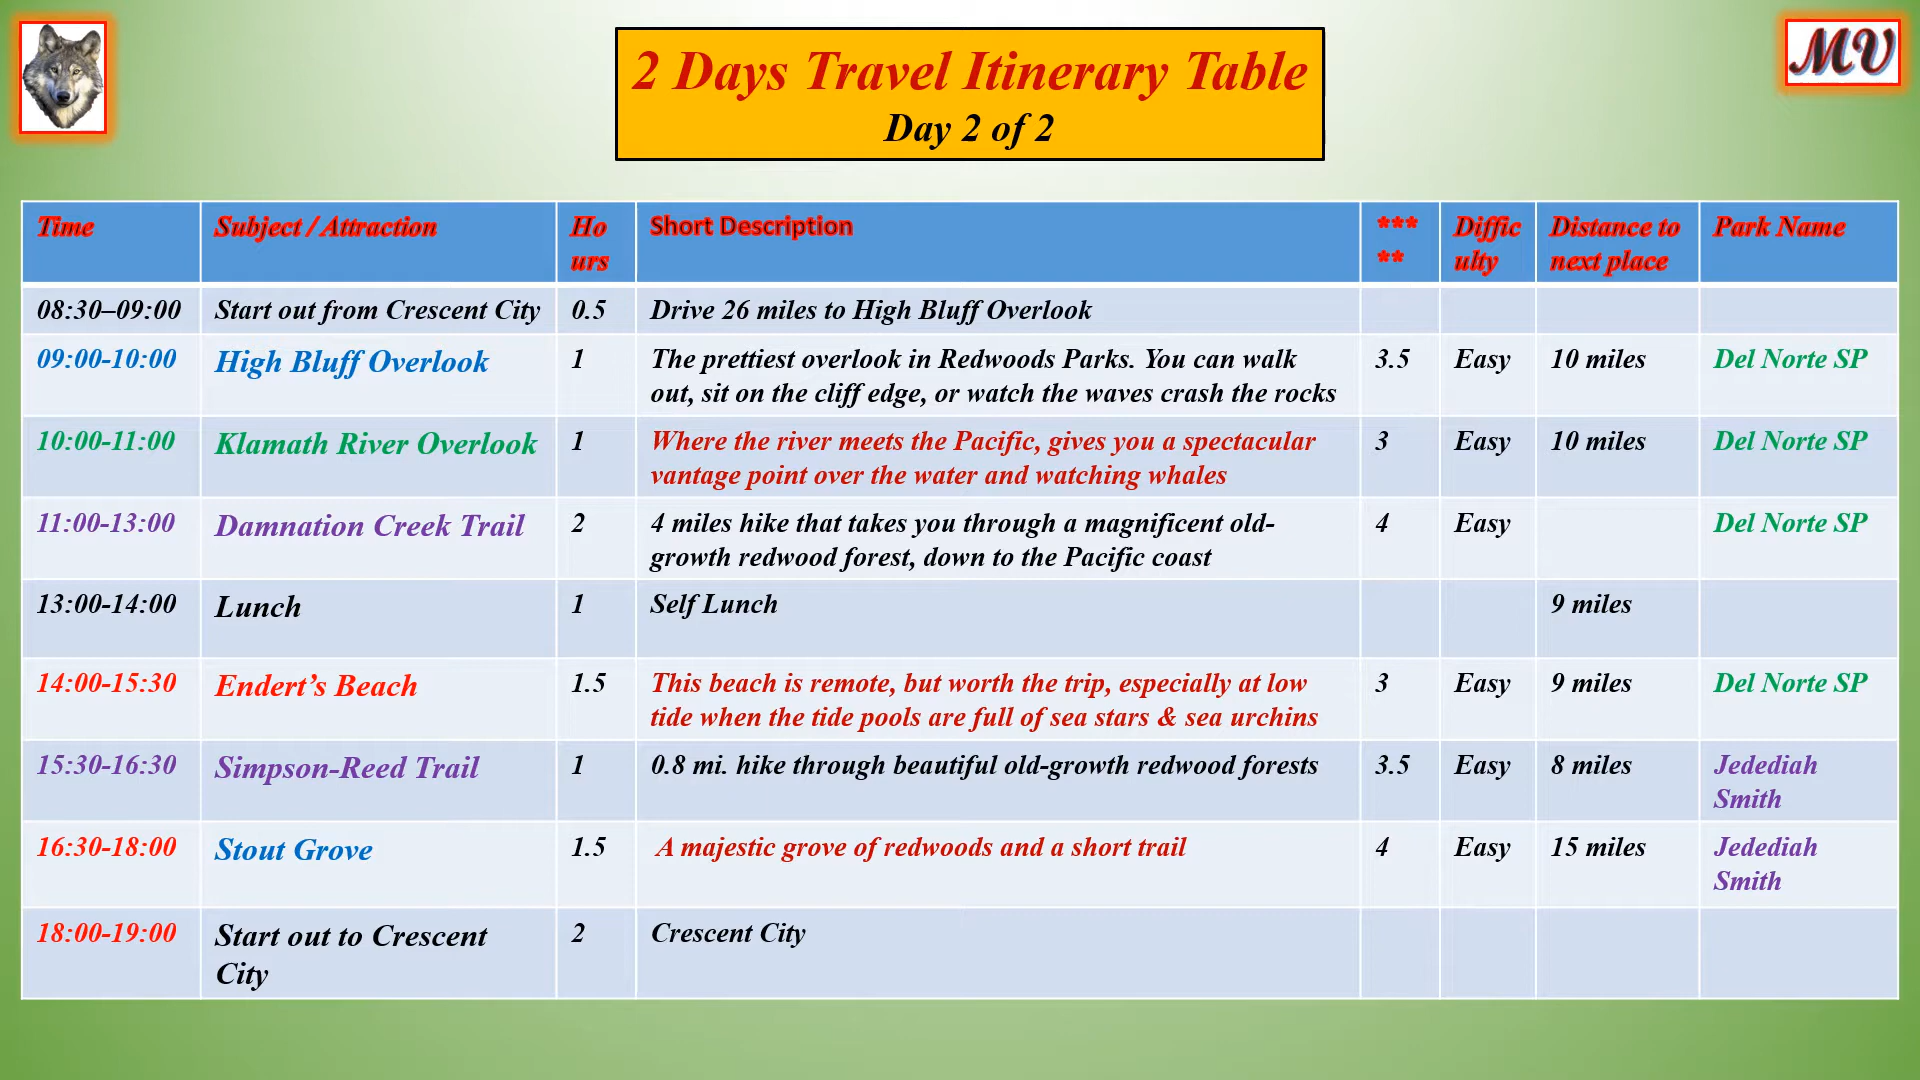 MV
2 Days Travel Itinerary Table
Day 2 of 2
Time Subject / Attraction Ho Short Description *** Diffic Distance to Park Name
urs ** ulty next place
08:30–09:00 Start out from Crescent City 0.5 Drive 26 miles to High Bluff Overlook
09:00-10:00 High Bluff Overlook 1 The prettiest overlook in Redwoods Parks. You can walk 3.5 Easy 10 miles Del Norte SP
out, sit on the cliff edge, or watch the waves crash the rocks
10:00-11:00 Klamath River Overlook 1 Where the river meets the Pacific, gives you a spectacular 3 Easy 10 miles Del Norte SP
vantage point over the water and watching whales
11:00-13:00 Damnation Creek Trail 2 4 miles hike that takes you through a magnificent old- 4 Easy Del Norte SP
growth redwood forest, down to the Pacific coast
13:00-14:00 Lunch 1 Self Lunch 9 miles
14:00-15:30 Endert’s Beach 1.5 This beach is remote, but worth the trip, especially at low 3 Easy 9 miles Del Norte SP
tide when the tide pools are full of sea stars & sea urchins
15:30-16:30 Simpson-Reed Trail 1 0.8 mi. hike through beautiful old-growth redwood forests 3.5 Easy 8 miles Jedediah
Smith
16:30-18:00 Stout Grove 1.5 A majestic grove of redwoods and a short trail 4 Easy 15 miles Jedediah
Smith
18:00-19:00 Start out to Crescent 2 Crescent City
City